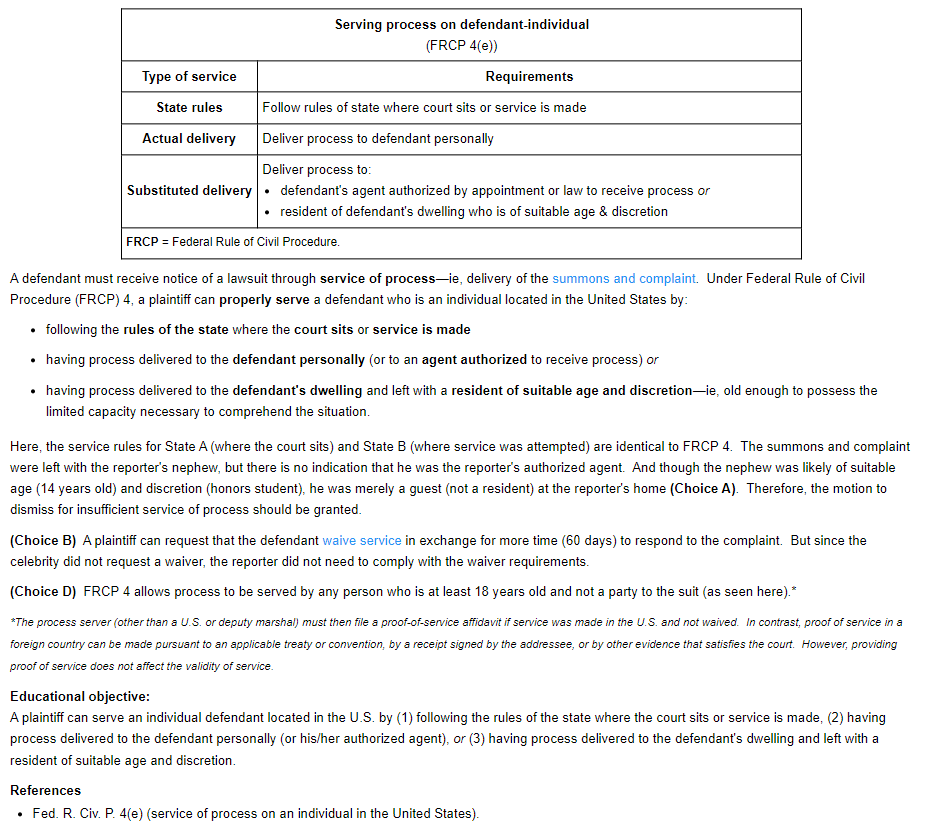 Serving process on defendant-individual
(FRCP 4(e))
Type of service Requirements
State rules Follow rules of state where court sits or service is made
Actual delivery Deliver process to defendant personally
Deliver process to:
Substituted delivery • defendant's agent authorized by appointment or law to receive process or
• resident of defendant's dwelling who is of suitable age & discretion
FRCP = Federal Rule of Civil Procedure.
A defendant must receive notice of a lawsuit through service of process—ie, delivery of the summons and complaint. Under Federal Rule of Civil
Procedure (FRCP) 4, a plaintiff can properly serve a defendant who is an individual located in the United States by:
• following the rules of the state where the court sits or service is made
• having process delivered to the defendant personally (or to an agent authorized to receive process) or
• having process delivered to the defendant's dwelling and left with a resident of suitable age and discretion—ie, old enough to possess the
limited capacity necessary to comprehend the situation.
Here, the service rules for State A (where the court sits) and State B (where service was attempted) are identical to FRCP 4. The summons and complaint
were left with the reporter's nephew, but there is no indication that he was the reporter's authorized agent. And though the nephew was likely of suitable
age (14 years old) and discretion (honors student), he was merely a guest (not a resident) at the reporter's home (Choice A). Therefore, the motion to
dismiss for insufficient service of process should be granted.
(Choice B) A plaintiff can request that the defendant waive service in exchange for more time (60 days) to respond to the complaint. But since the
celebrity did not request a waiver, the reporter did not need to comply with the waiver requirements.
(Choice D) FRCP 4 allows process to be served by any person who is at least 18 years old and not a party to the suit (as seen here).*
*The process server (other than a U.S. or deputy marshal) must then file a proof-of-service affidavit if service was made in the U.S. and not waived. In contrast, proof of service in a
foreign country can be made pursuant to an applicable treaty or convention, by a receipt signed by the addressee, or by other evidence that satisfies the court. However, providing
proof of service does not affect the validity of service.
Educational objective:
A plaintiff can serve an individual defendant located in the U.S. by (1) following the rules of the state where the court sits or service is made, (2) having
process delivered to the defendant personally (or his/her authorized agent), or (3) having process delivered to the defendant's dwelling and left with a
resident of suitable age and discretion.
References
• Fed. R. Civ. P. 4(e) (service of process on an individual in the United States).